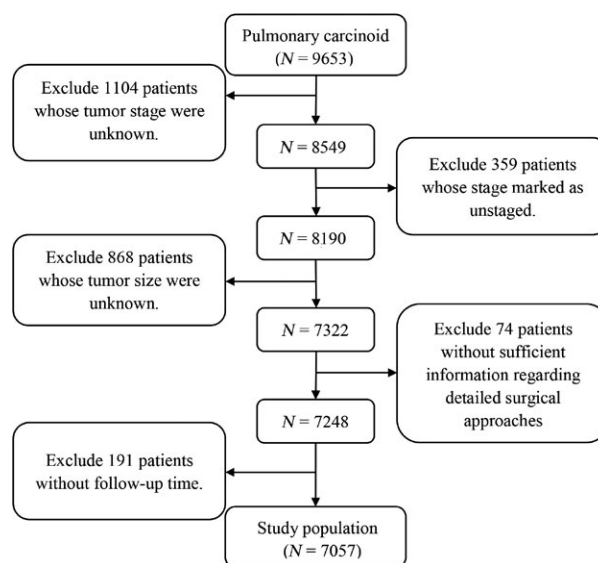 Pulmonary carcinoid
(N = 9653)
Exclude 1104 patients
whose tumor stage were
unknown.
N = 8549
Exclude 359 patients
whose stage marked as
unstaged.
N = 8190
Exclude 868 patients
whose tumor size were
unknown.
N = 7322
Exclude 74 patients
without sufficient
information regarding
detailed surgical
approaches
N = 7248
Exclude 191 patients
without follow-up time.
Study population
(N = 7057)